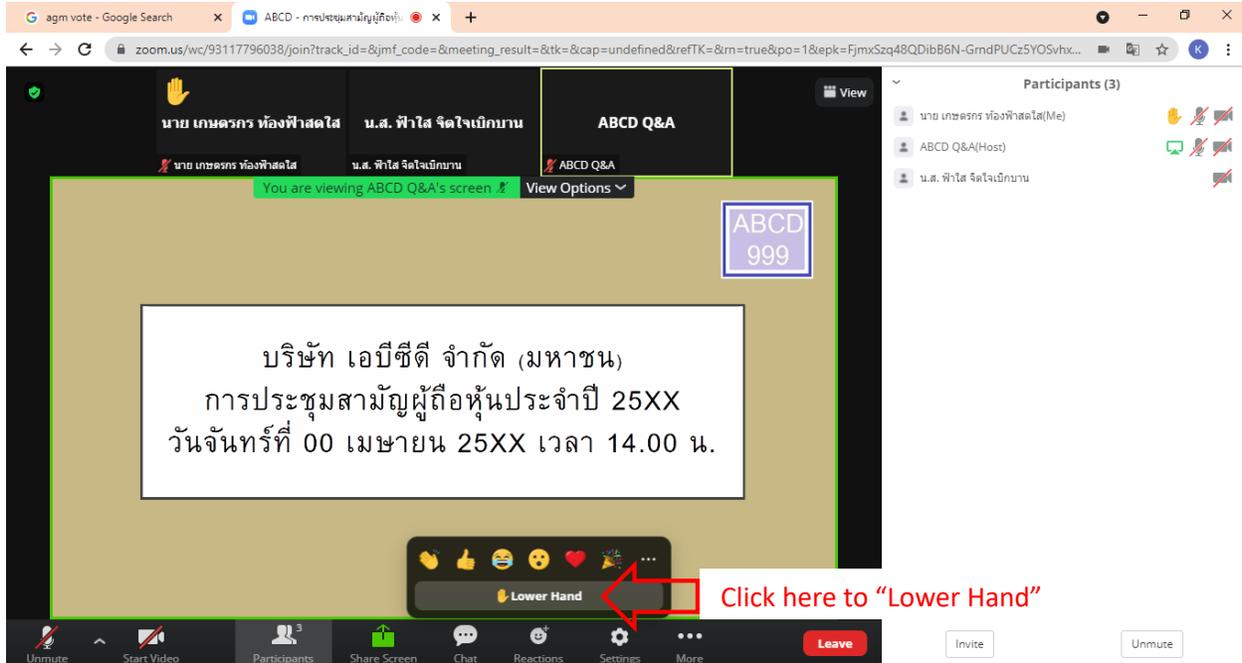 agm vote - Google Search
ABCD - การประชุมสามัญผู้ถือหุ้น
zoom.us/wc/93117796038/join?track_id=&jmf_code=&meeting_result=&tk=&cap=undefined&refTK=&rn=true&po=1&epk=FjmxSzq48QDibB6N-GrndPUCz5YOSvhx...
K
นาย เกษตรกร ท้องฟ้าสดใส
น.ส. ฟ้าใส จิตใจเบิกบาน
ABCD Q&A
View
นาย เกษตรกร ท้องฟ้าสดใส
น.ส. ฟ้าใส จิตใจเบิกบาน
ABCD Q&A
You are viewing ABCD Q&A's screen
View Options
Participants (3)
นาย เกษตรกร ท้องฟ้าสดใส(Me)
ABCD Q&A(Host)
น.ส. ฟ้าใส จิตใจเบิกบาน
ABCD
999
บริษัท เอบีซีดี จำกัด (มหาชน)
การประชุมสามัญผู้ถือหุ้นประจำปี 25XX
วันจันทร์ที่ 00 เมษายน 25XX เวลา 14.00 น.
Lower Hand
Click here to “Lower Hand”
Unmute
Start Video
Participants
3
Share Screen
Chat
Reactions
Settings
More
Leave
Invite
Unmute